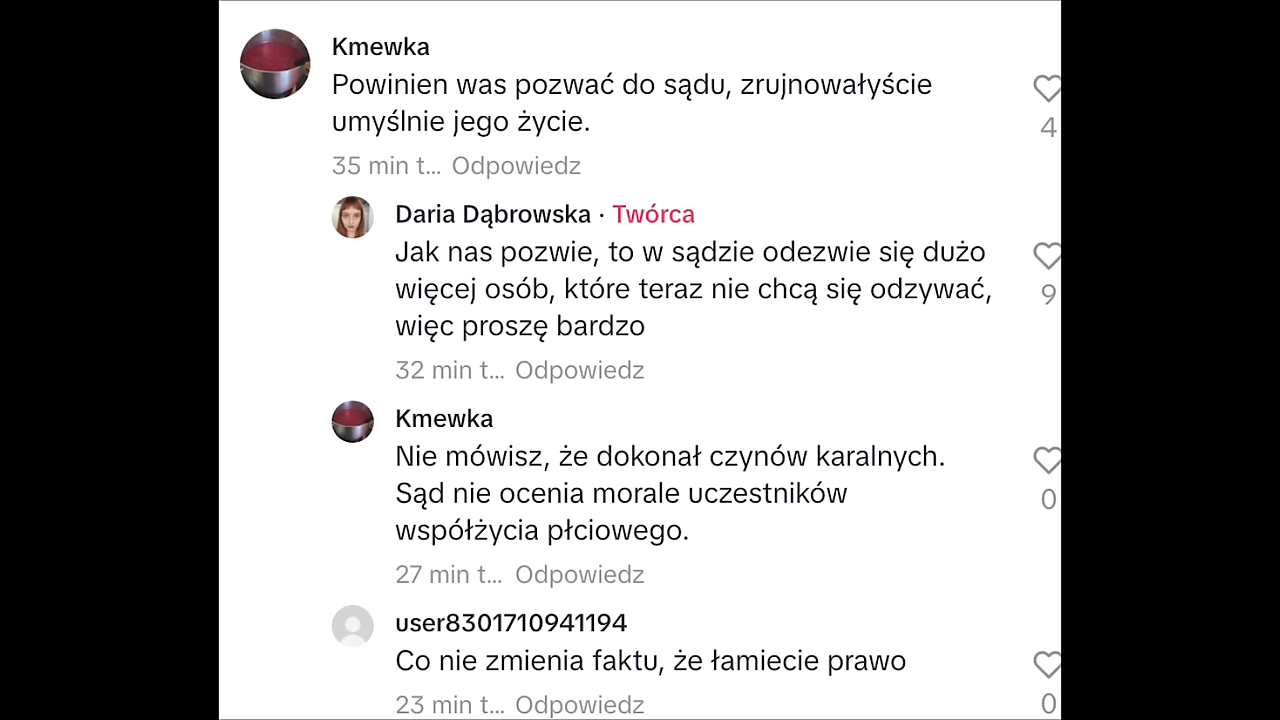 Kmewka
Powinien was pozwać do sądu, zrujnowałyście
umyślnie jego życie.
4
35 min t... Odpowiedz
Daria Dąbrowska · Twórca
Jak nas pozwie, to w sądzie odezwie się dużo
więcej osób, które teraz nie chcą się odzywać,
więc proszę bardzo
9
32 min t... Odpowiedz
Kmewka
Nie mówisz, że dokonał czynów karalnych.
Sąd nie ocenia morale uczestników
współżycia płciowego.
0
27 min t... Odpowiedz
user8301710941194
Co nie zmienia faktu, że łamiecie prawo
23 min t... Odpowiedz
0